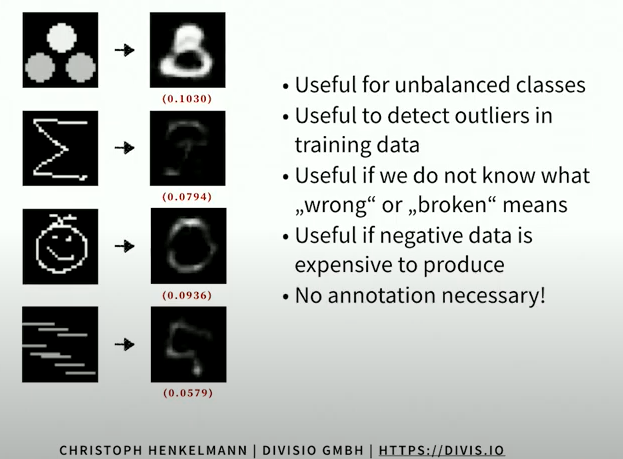 (0.1030)
(0.0794)
(0.0936)
(0.0579)
• Useful for unbalanced classes
• Useful to detect outliers in
training data
• Useful if we do not know what
„wrong“ or „broken“ means
• Useful if negative data is
expensive to produce
• No annotation necessary!
CHRISTOPH HENKELMANN | DIVISIO GMBH | HTTPS://DIVIS.IO